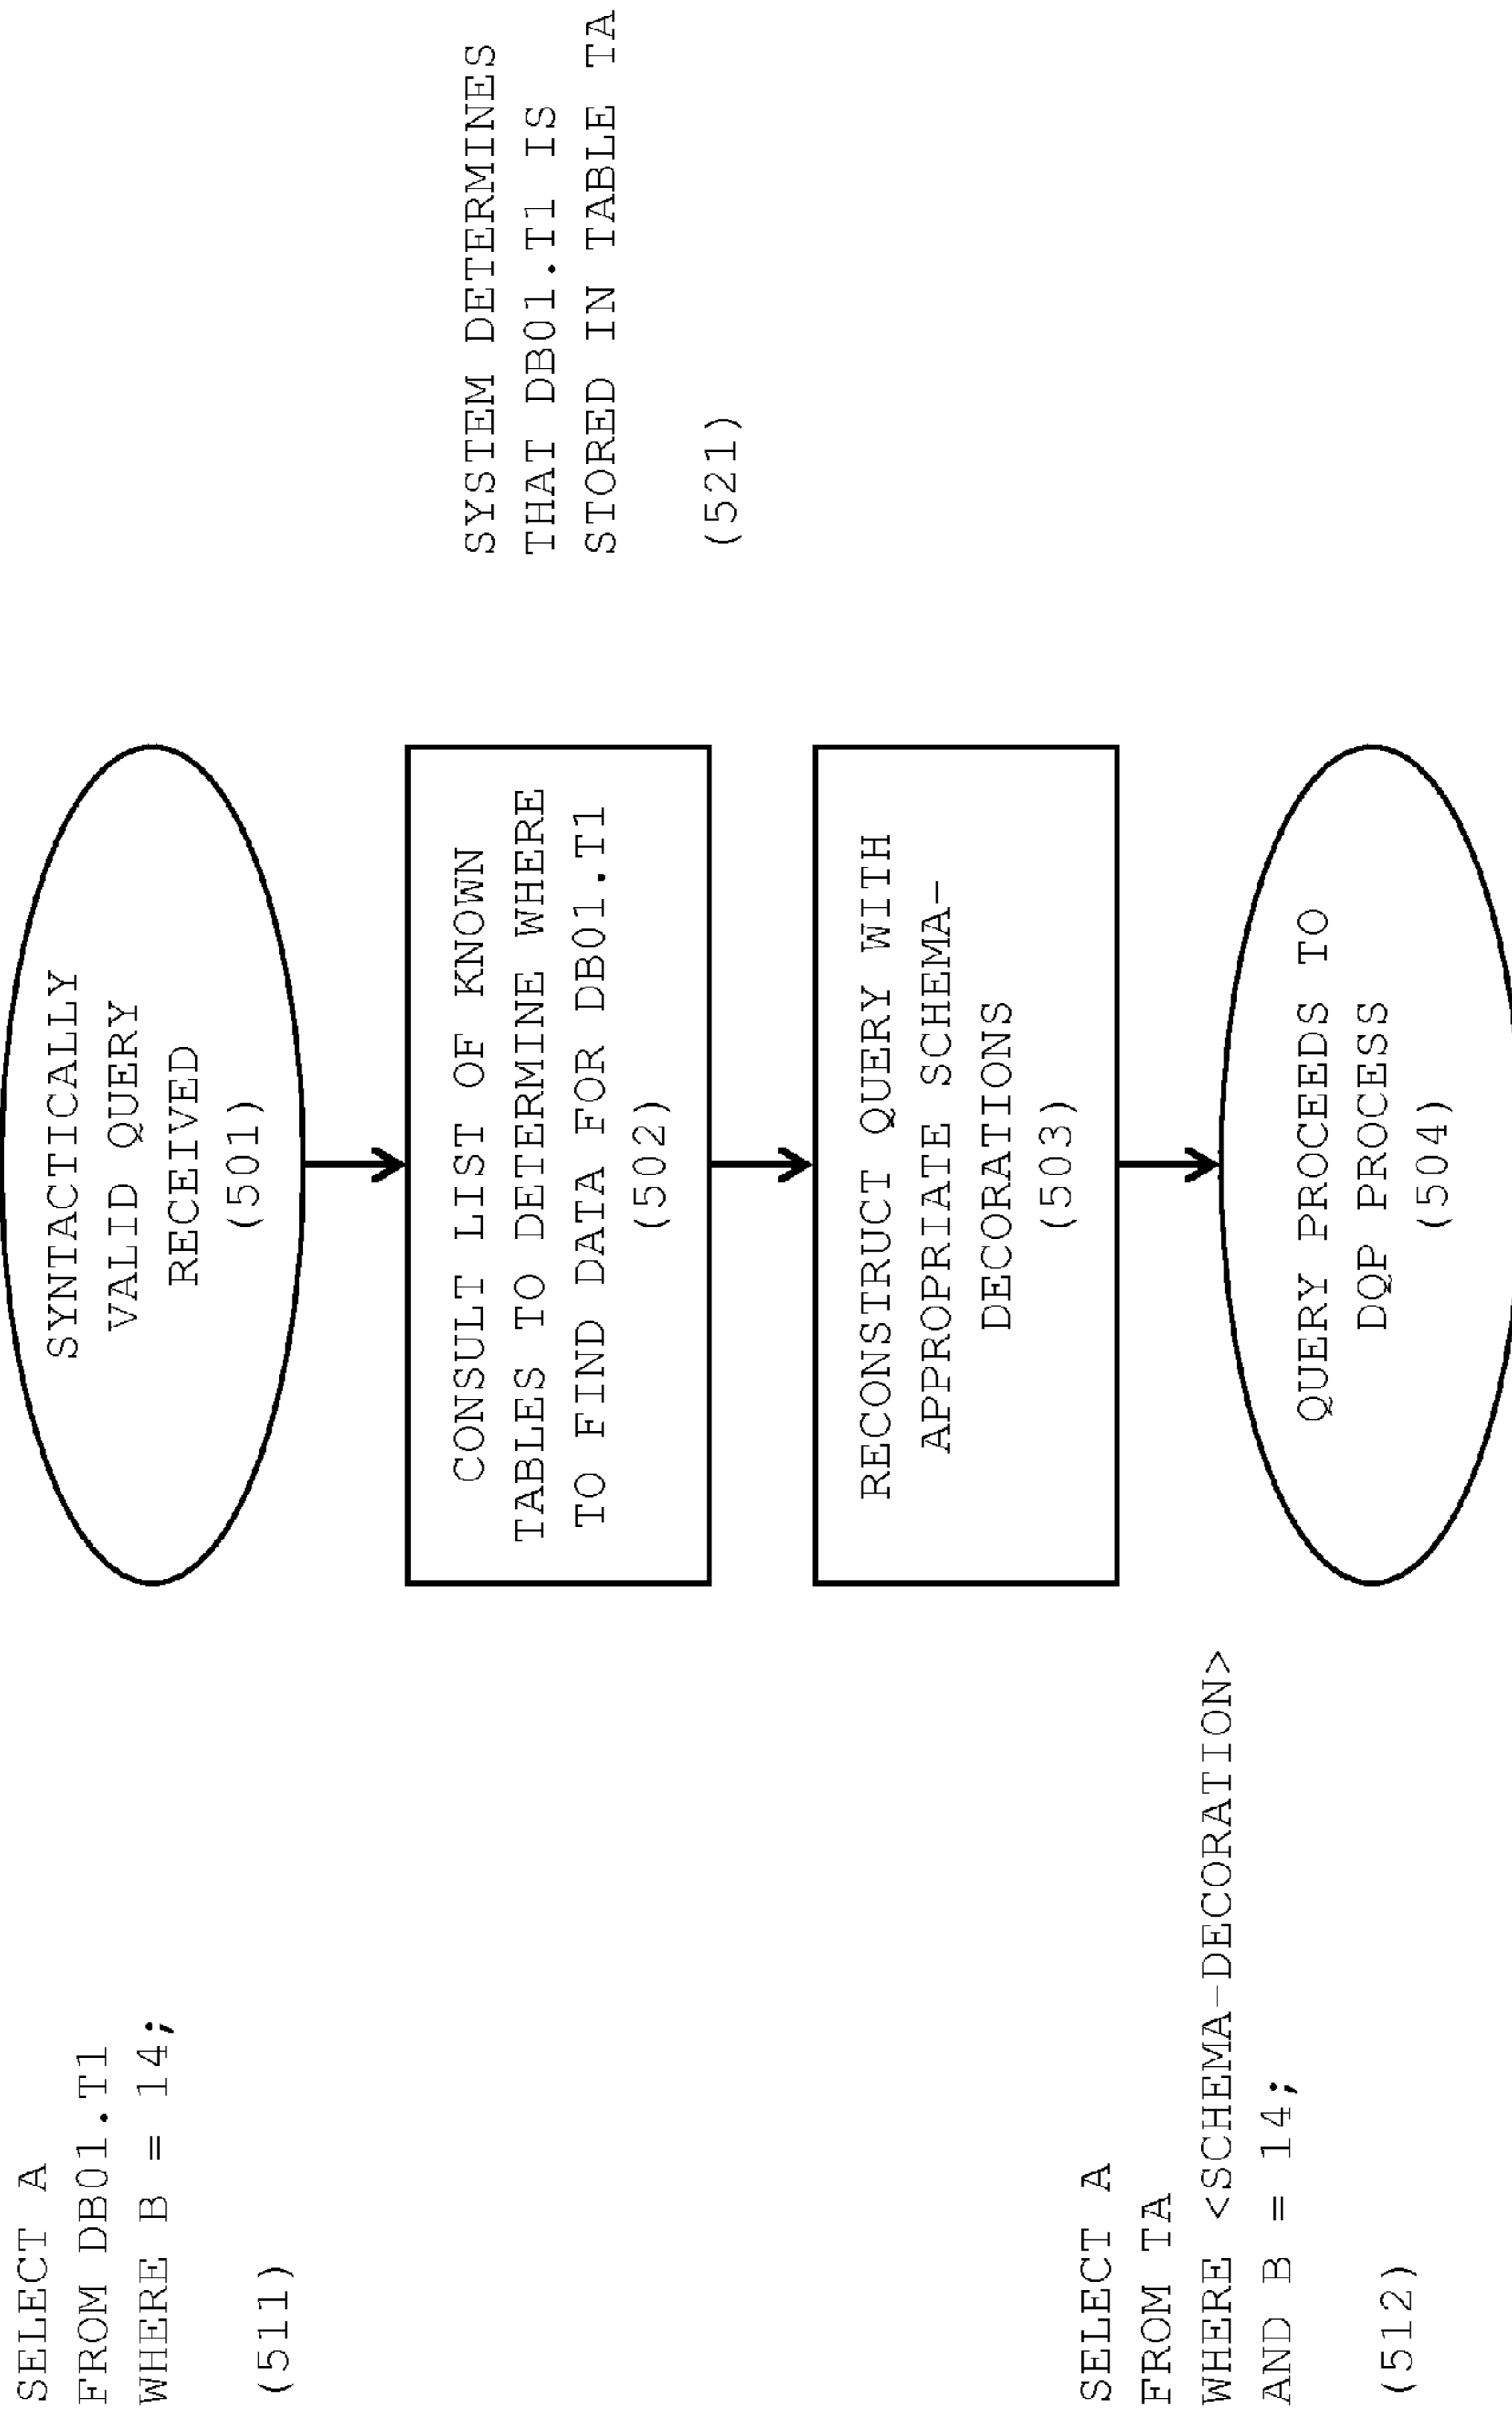 SELECT A
FROM DB01.T1
WHERE B = 14;
(511)
SYNTACTICALLY
VALID QUERY
RECEIVED
(501)
CONSULT LIST OF KNOWN
TABLES TO DETERMINE WHERE
TO FIND DATA FOR DB01.T1
(502)
SYSTEM DETERMINES
THAT DB01.T1 IS
STORED IN TABLE TA
(521)
RECONSTRUCT QUERY WITH
APPROPRIATE SCHEMA-
DECORATIONS
(503)
SELECT A
FROM TA
WHERE <SCHEMA-DECORATION>
AND B = 14;
(512)
QUERY PROCEEDS TO
DQP PROCESS
(504)